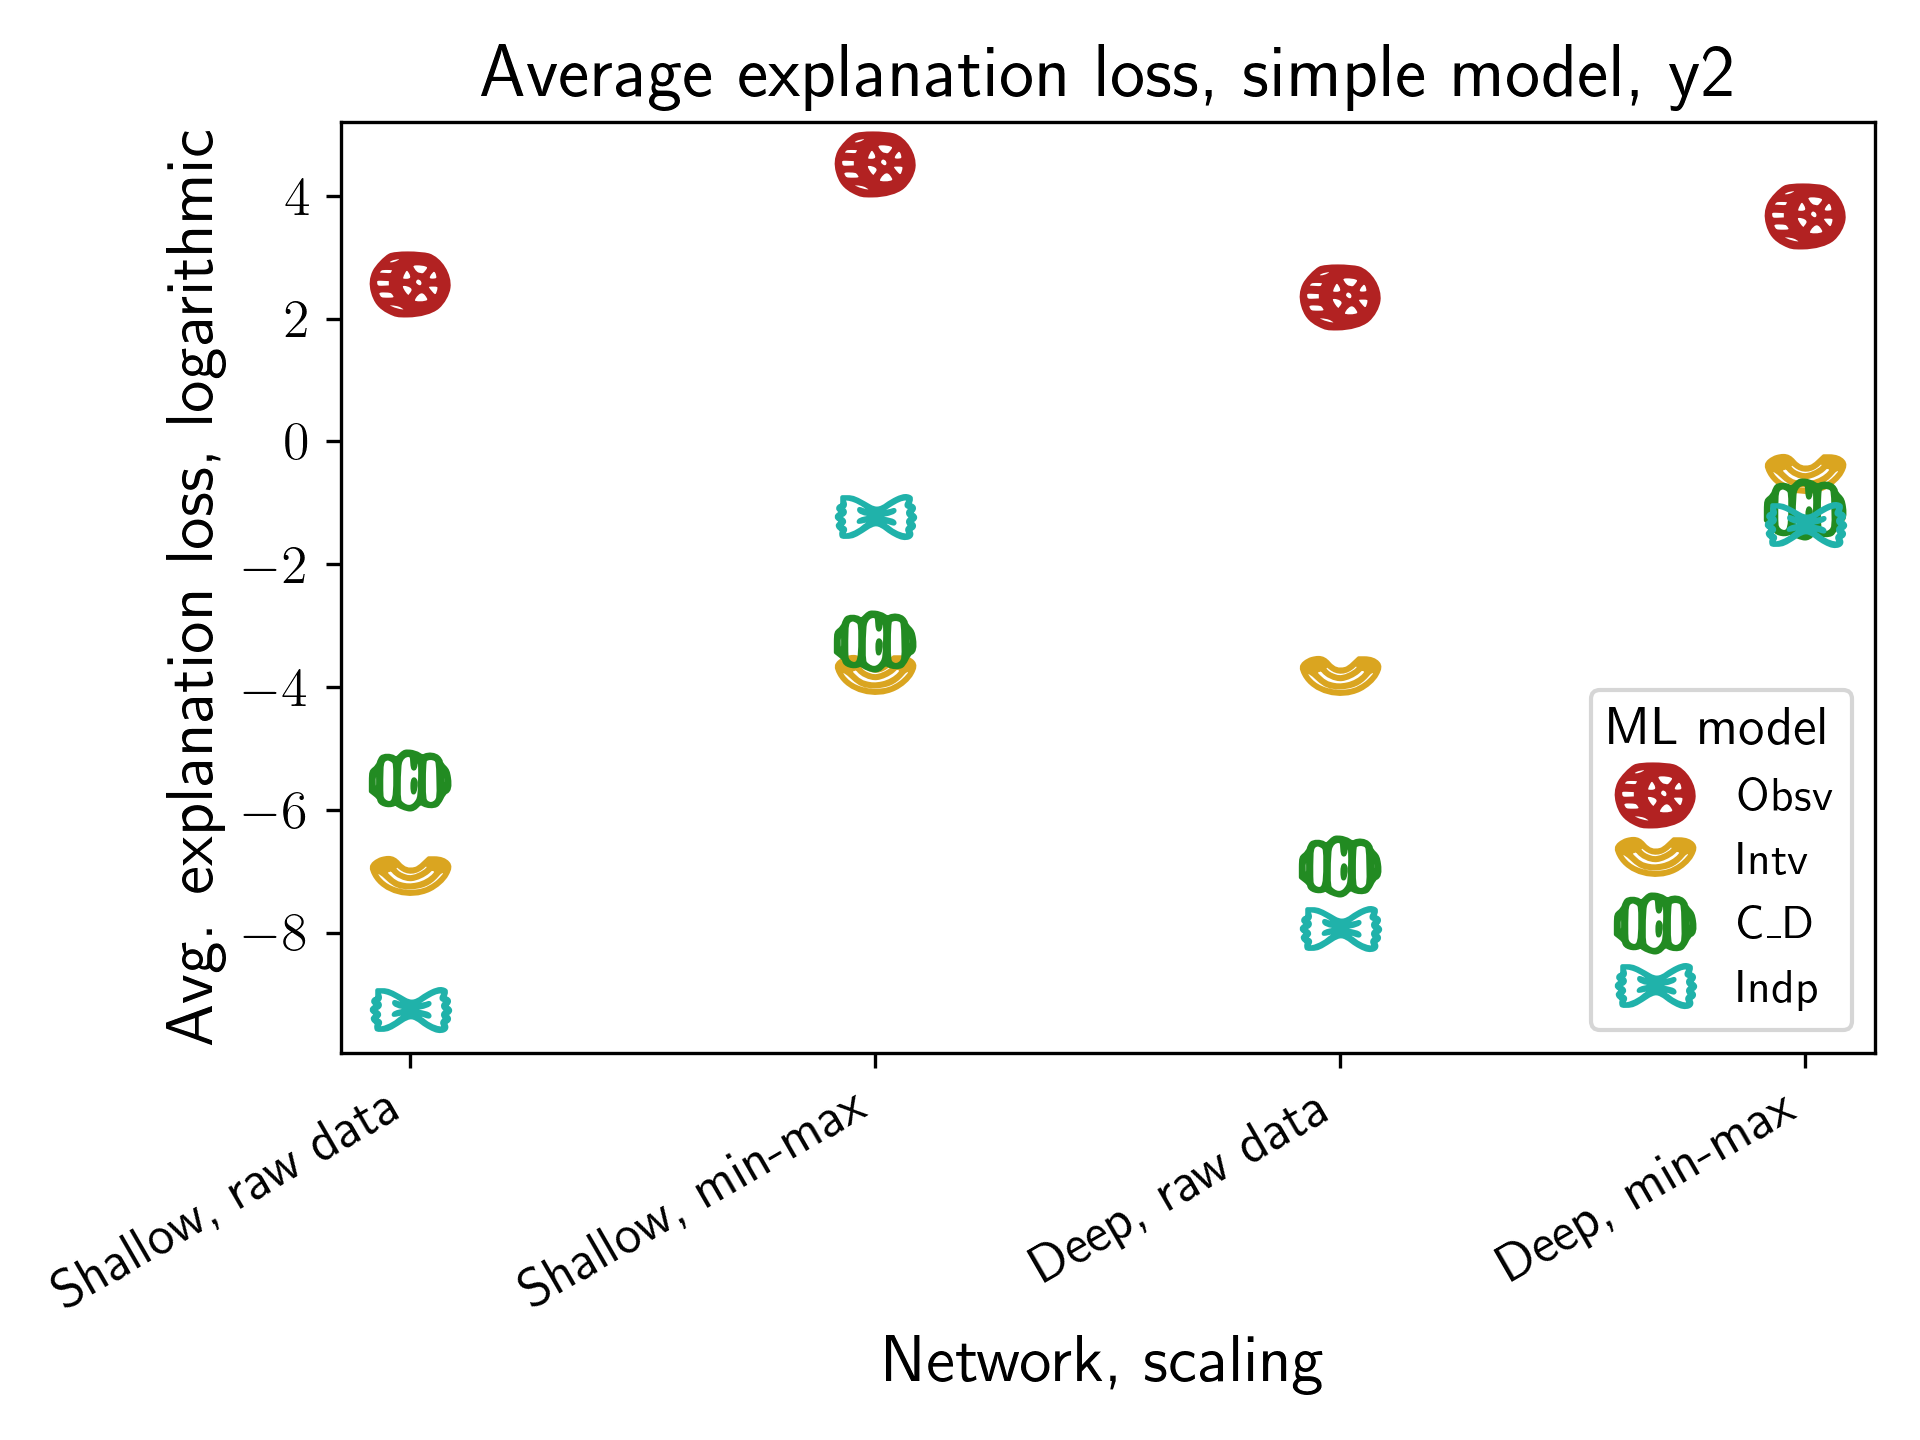 Average explanation loss, simple model, y2
Avg. explanation loss, logarithmic
4
2
0
−2
−4
−6
−8
ML model
Obsv
Intv
C_D
Indp
Shallow, raw data
Shallow, min-max
Deep, raw data
Deep, min-max
Network, scaling